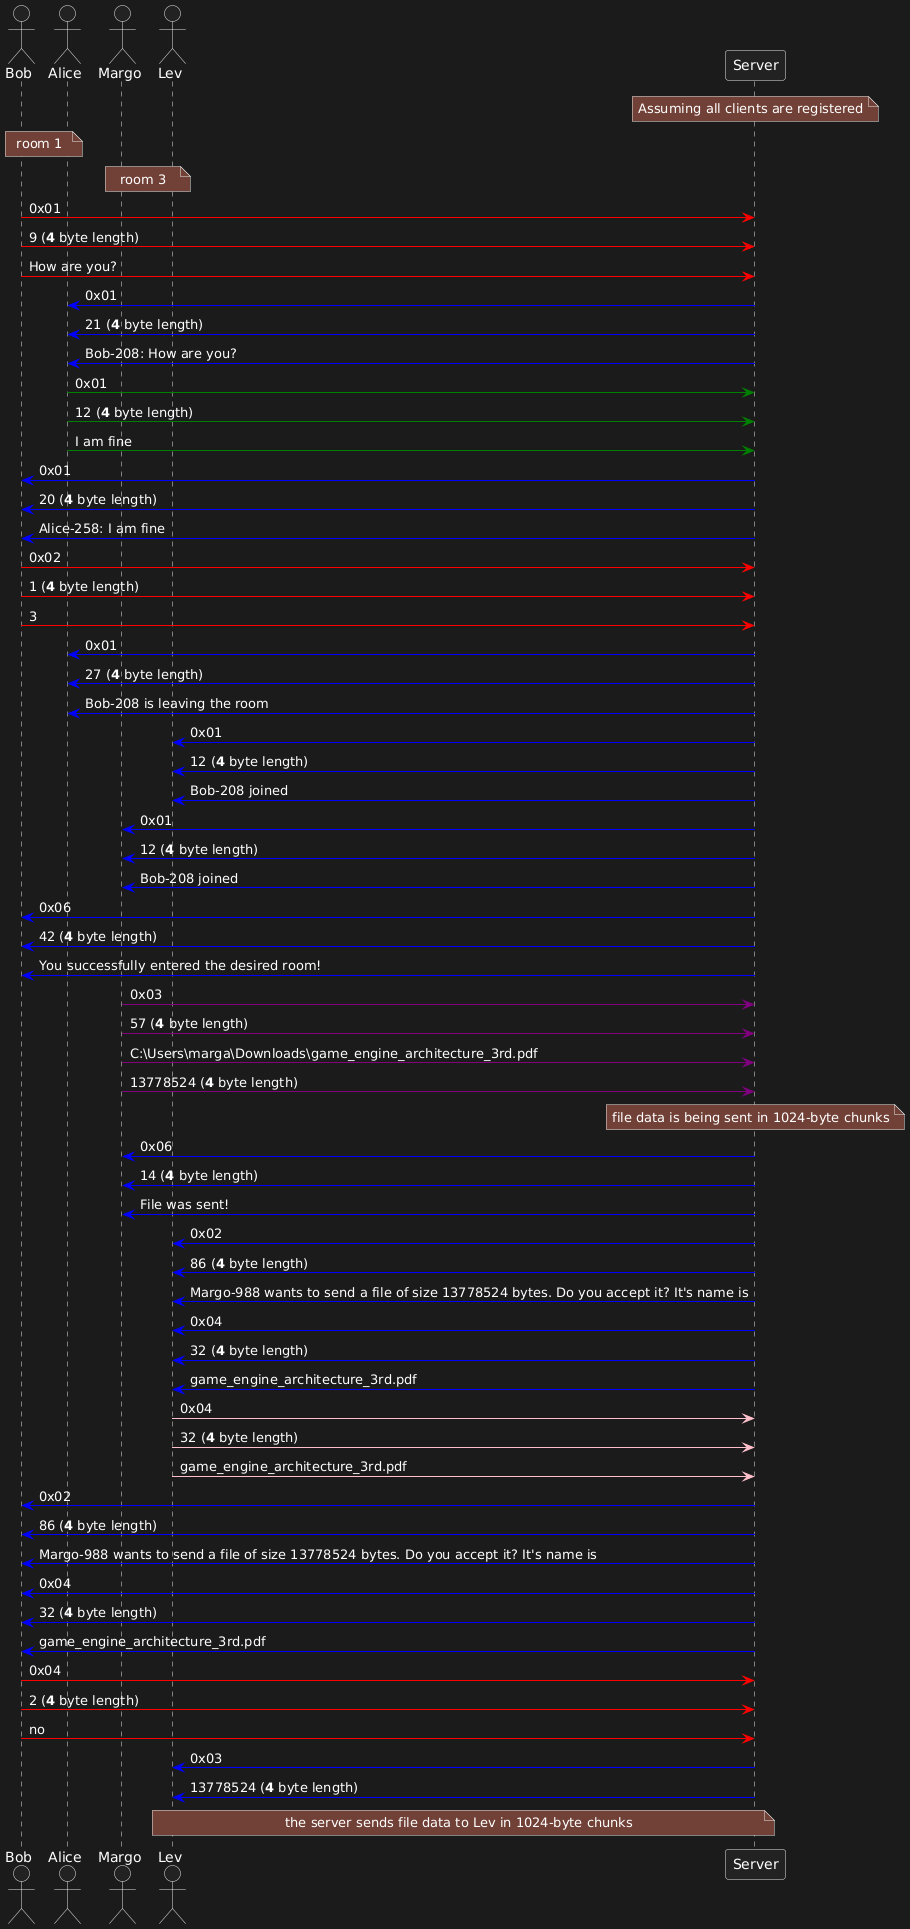 Bob Alice Margo Lev Server
Assuming all clients are registered
room 1
room 3
0x01
9 (4 byte length)
How are you?
0x01
21 (4 byte length)
Bob-208: How are you?
0x01
12 (4 byte length)
I am fine
0x01
20 (4 byte length)
Alice-258: I am fine
0x02
1 (4 byte length)
3
0x01
27 (4 byte length)
Bob-208 is leaving the room
0x01
12 (4 byte length)
Bob-208 joined
0x01
12 (4 byte length)
Bob-208 joined
0x06
42 (4 byte length)
You successfully entered the desired room!
0x03
57 (4 byte length)
C:\Users\marga\Downloads\game_engine_architecture_3rd.pdf
13778524 (4 byte length)
file data is being sent in 1024-byte chunks
0x06
14 (4 byte length)
File was sent!
0x02
86 (4 byte length)
Margo-988 wants to send a file of size 13778524 bytes. Do you accept it? It's name is
0x04
32 (4 byte length)
game_engine_architecture_3rd.pdf
0x04
32 (4 byte length)
game_engine_architecture_3rd.pdf
0x02
86 (4 byte length)
Margo-988 wants to send a file of size 13778524 bytes. Do you accept it? It's name is
0x04
32 (4 byte length)
game_engine_architecture_3rd.pdf
0x04
2 (4 byte length)
no
0x03
13778524 (4 byte length)
the server sends file data to Lev in 1024-byte chunks
Bob Alice Margo Lev Server